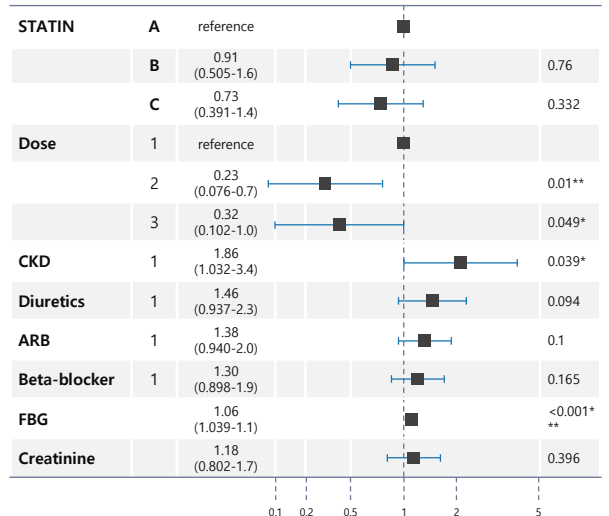 STATIN A reference
B 0.91 0.76
(0.505-1.6)
C 0.73 0.332
(0.391-1.4)
Dose 1 reference
2 0.23 0.01**
(0.076-0.7)
3 0.32 0.049*
(0.102-1.0)
CKD 1 1.86 0.039*
(1.032-3.4)
Diuretics 1 1.46 0.094
(0.937-2.3)
ARB 1 1.38 0.1
(0.940-2.0)
Beta-blocker 1 1.30 0.165
(0.898-1.9)
FBG 1.06 <0.001*
(1.039-1.1) **
Creatinine 1.18 0.396
(0.802-1.7)
0.1 0.2 0.5 1 2 5